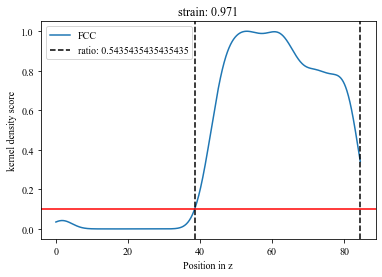 strain: 0.971
FCC
ratio: 0.5435435435435435
1.0
0.8
0.6
0.4
0.2
0.0
kernel density score
0 20 40 60 80
Position in z